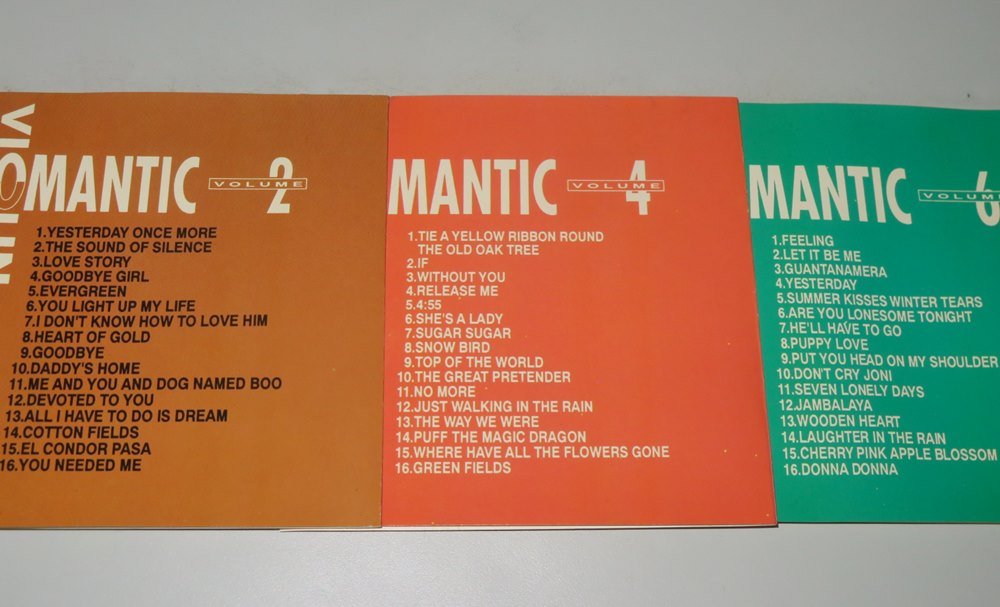 VIOLIN
OMANTIC VOLUME 2
1.YESTERDAY ONCE MORE
2.THE SOUND OF SILENCE
3.LOVE STORY
4.GOODBYE GIRL
5.EVERGREEN
6.YOU LIGHT UP MY LIFE
7.I DON'T KNOW HOW TO LOVE HIM
8.HEART OF GOLD
9.GOODBYE
10.DADDY'S HOME
11.ME AND YOU AND DOG NAMED BOO
12.DEVOTED TO YOU
13.ALL I HAVE TO DO IS DREAM
14.COTTON FIELDS
15.EL CONDOR PASA
16.YOU NEEDED ME
MANTIC VOLUME 4
1.TIE A YELLOW RIBBON ROUND
THE OLD OAK TREE
2.IF
3.WITHOUT YOU
4.RELEASE ME
5.4:55
6.SHE'S A LADY
7.SUGAR SUGAR
8.SNOW BIRD
9.TOP OF THE WORLD
10.THE GREAT PRETENDER
11.NO MORE
12.JUST WALKING IN THE RAIN
13.THE WAY WE WERE
14.PUFF THE MAGIC DRAGON
15.WHERE HAVE ALL THE FLOWERS GONE
16.GREEN FIELDS
MANTIC VOLUME 6
1.FEELING
2.LET IT BE ME
3.GUANTANAMERA
4.YESTERDAY
5.SUMMER KISSES WINTER TEARS
6.ARE YOU LONESOME TONIGHT
7.HE'LL HAVE TO GO
8.PUPPY LOVE
9.PUT YOU HEAD ON MY SHOULDER
10.DON'T CRY JONI
11.SEVEN LONELY DAYS
12.JAMBALAYA
13.WOODEN HEART
14.LAUGHTER IN THE RAIN
15.CHERRY PINK APPLE BLOSSOM
16.DONNA DONNA